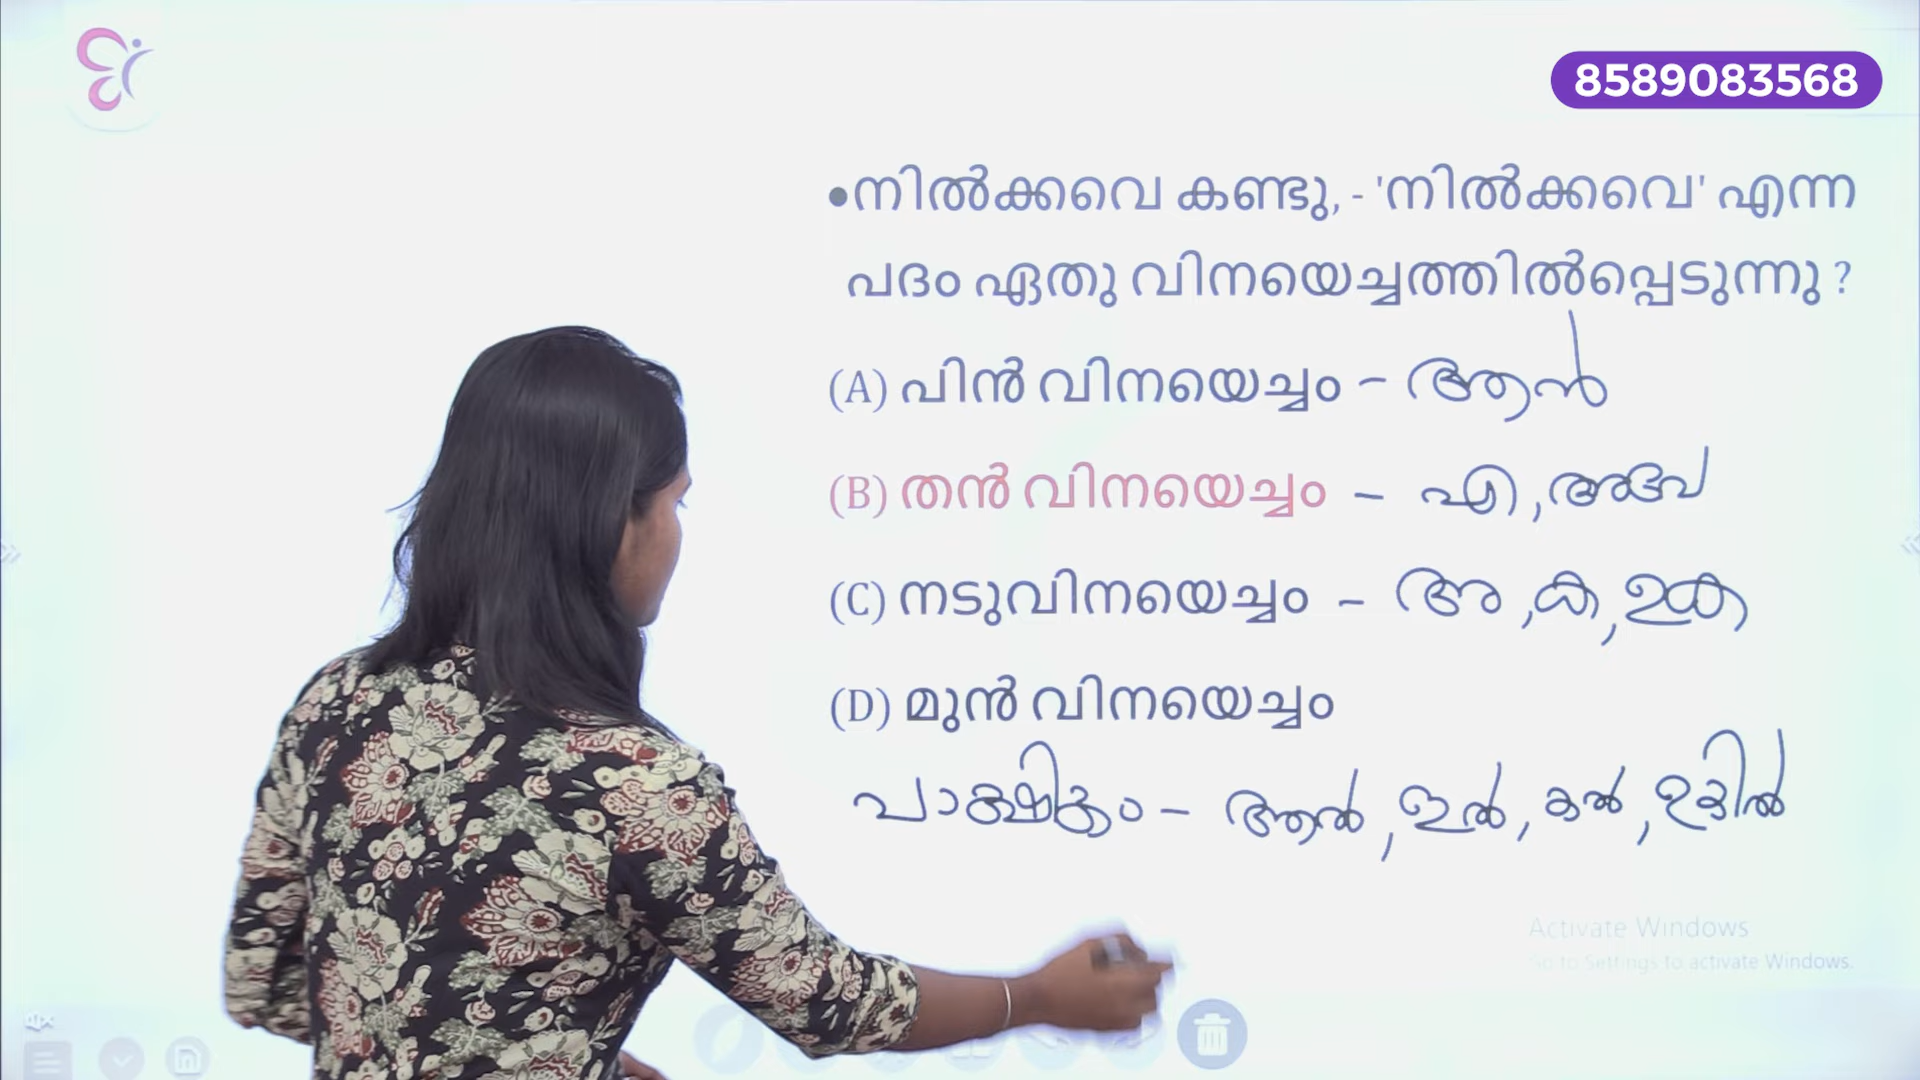 8589083568
•നിൽക്കവെ കണ്ടു, - 'നിൽക്കവെ' എന്ന
പദം ഏതു വിനയെച്ചത്തിൽപ്പെടുന്നു ?
(A) പിൻ വിനയെച്ചം - ആൻ
(B) തൻ വിനയെച്ചം - എ, അവേ
(C) നടുവിനയെച്ചം - അ, ക, ഉക
(D) മുൻ വിനയെച്ചം
പാക്ഷികം - ആൽ, ഇൽ, കൽ, ഉകിൽ
Activate Windows
Go to Settings to activate Windows.